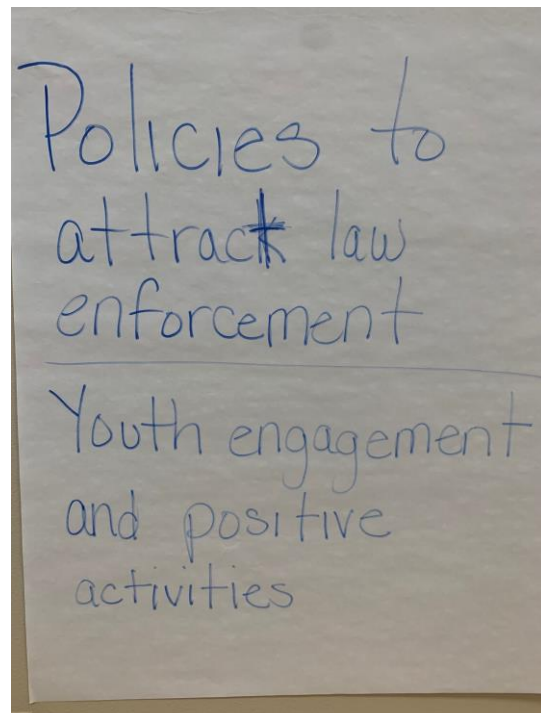 Policies to
attract law
enforcement
Youth engagement
and positive
activities